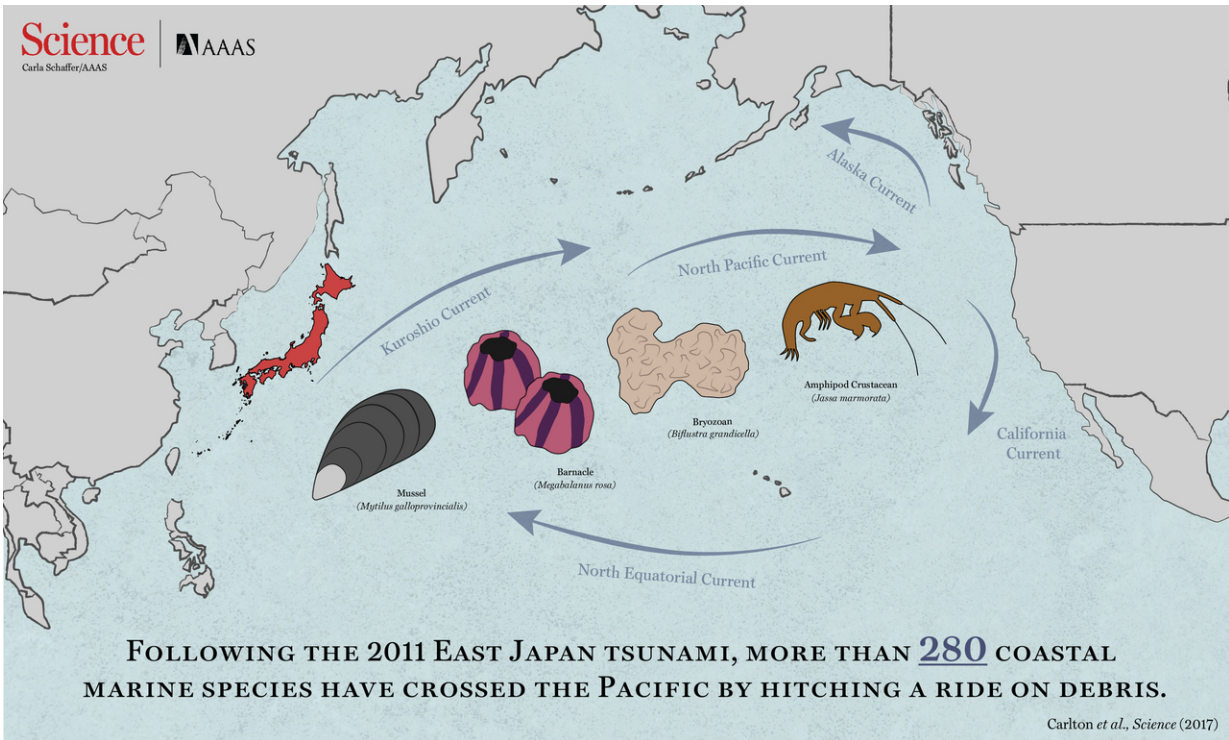 Science
AAAS
Carla Schaffer/AAAS
Alaska Current
North Pacific Current
Kuroshio Current
Amphipod Crustacean
(Jassa marmorata)
Bryozoan
(Biflustra grandicella)
California
Current
Barnacle
(Megabalanus rosa)
Mussel
(Mytilus galloprovincialis)
North Equatorial Current
FOLLOWING THE 2011 EAST JAPAN TSUNAMI, MORE THAN 280 COASTAL
MARINE SPECIES HAVE CROSSED THE PACIFIC BY HITCHING A RIDE ON DEBRIS.
Carlton et al., Science (2017)